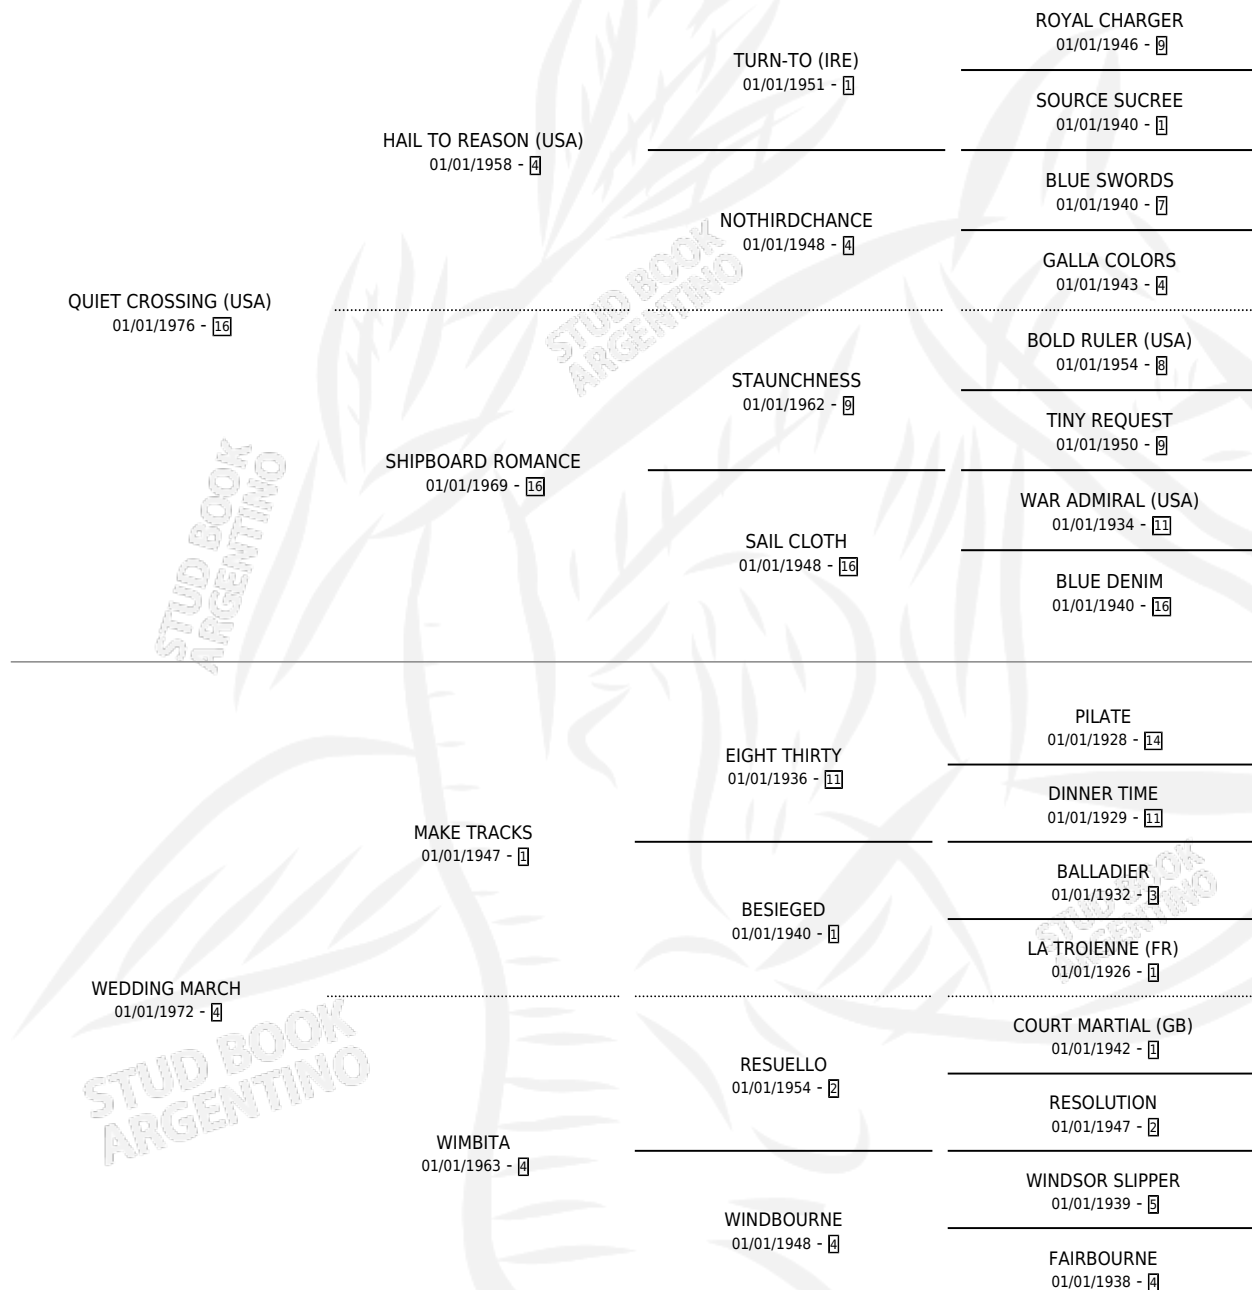 ROYAL CHARGER
01/01/1946 - 9
TURN-TO (IRE)
01/01/1951 - 1
SOURCE SUCREE
01/01/1940 - 1
HAIL TO REASON (USA)
01/01/1958 - 4
BLUE SWORDS
01/01/1940 - 7
NOTHIRDCHANCE
01/01/1948 - 4
GALLA COLORS
01/01/1943 - 4
QUIET CROSSING (USA)
01/01/1976 - 16
BOLD RULER (USA)
01/01/1954 - 8
STAUNCHNESS
01/01/1962 - 9
TINY REQUEST
01/01/1950 - 9
SHIPBOARD ROMANCE
01/01/1969 - 16
WAR ADMIRAL (USA)
01/01/1934 - 11
SAIL CLOTH
01/01/1948 - 16
BLUE DENIM
01/01/1940 - 16
PILATE
01/01/1928 - 14
EIGHT THIRTY
01/01/1936 - 11
DINNER TIME
01/01/1929 - 11
MAKE TRACKS
01/01/1947 - 1
BALLADIER
01/01/1932 - 3
BESIEGED
01/01/1940 - 1
LA TROIENNE (FR)
01/01/1926 - 1
WEDDING MARCH
01/01/1972 - 4
COURT MARTIAL (GB)
01/01/1942 - 1
RESUELLO
01/01/1954 - 2
RESOLUTION
01/01/1947 - 2
WIMBITA
01/01/1963 - 4
WINDSOR SLIPPER
01/01/1939 - 5
WINDBOURNE
01/01/1948 - 4
FAIRBOURNE
01/01/1938 - 4
STUD BOOK
ARGENTINO
STUD BOOK
ARGENTINO
STUD BOOK
ARGENTINO
STUD BOOK
ARGENTINO